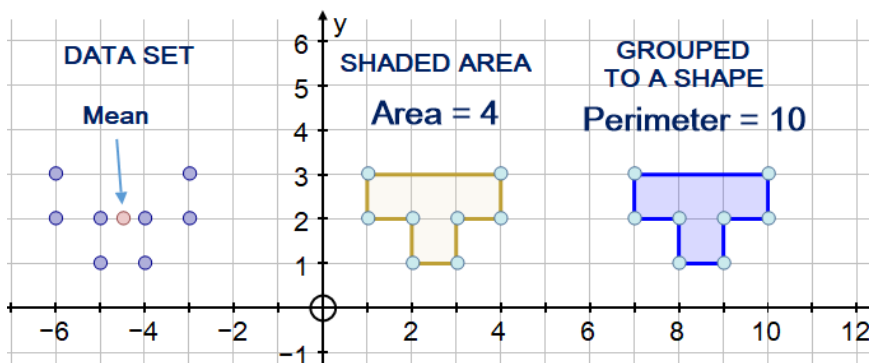 y
DATA SET
Mean
SHADED AREA
Area = 4
GROUPED
TO A SHAPE
Perimeter = 10
6
5
4
3
2
1
−1
−6
−4
−2
2
4
6
8
10
12